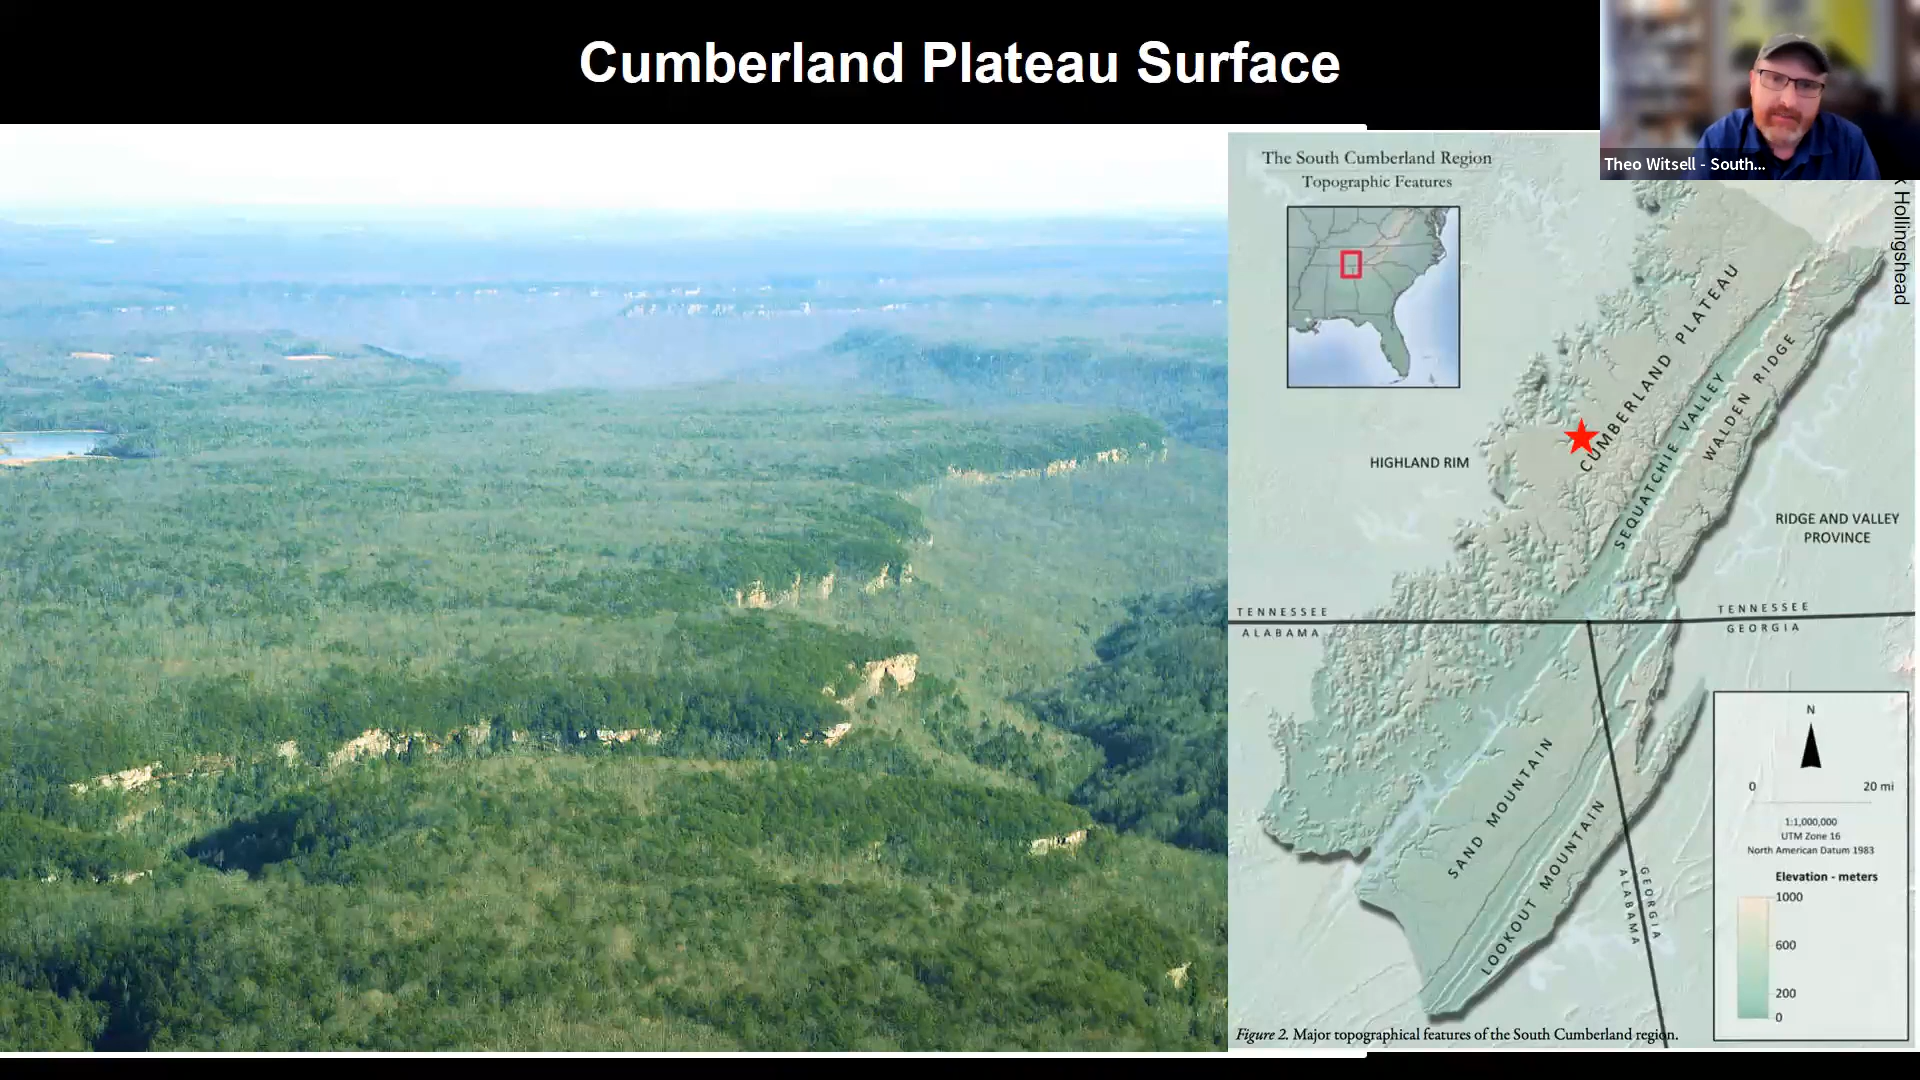 Cumberland Plateau Surface
Theo Witsell - South...
Hollingshead
The South Cumberland Region
Topographic Features
CUMBERLAND PLATEAU
SEQUATCHIE VALLEY
WALDEN RIDGE
HIGHLAND RIM
RIDGE AND VALLEY
PROVINCE
TENNESSEE
ALABAMA
TENNESSEE
GEORGIA
SAND MOUNTAIN
LOOKOUT MOUNTAIN
GEORGIA
ALABAMA
N
0 20 mi
1:1,000,000
UTM Zone 16
North American Datum 1983
Elevation - meters
1000
600
200
0
Figure 2. Major topographical features of the South Cumberland region.